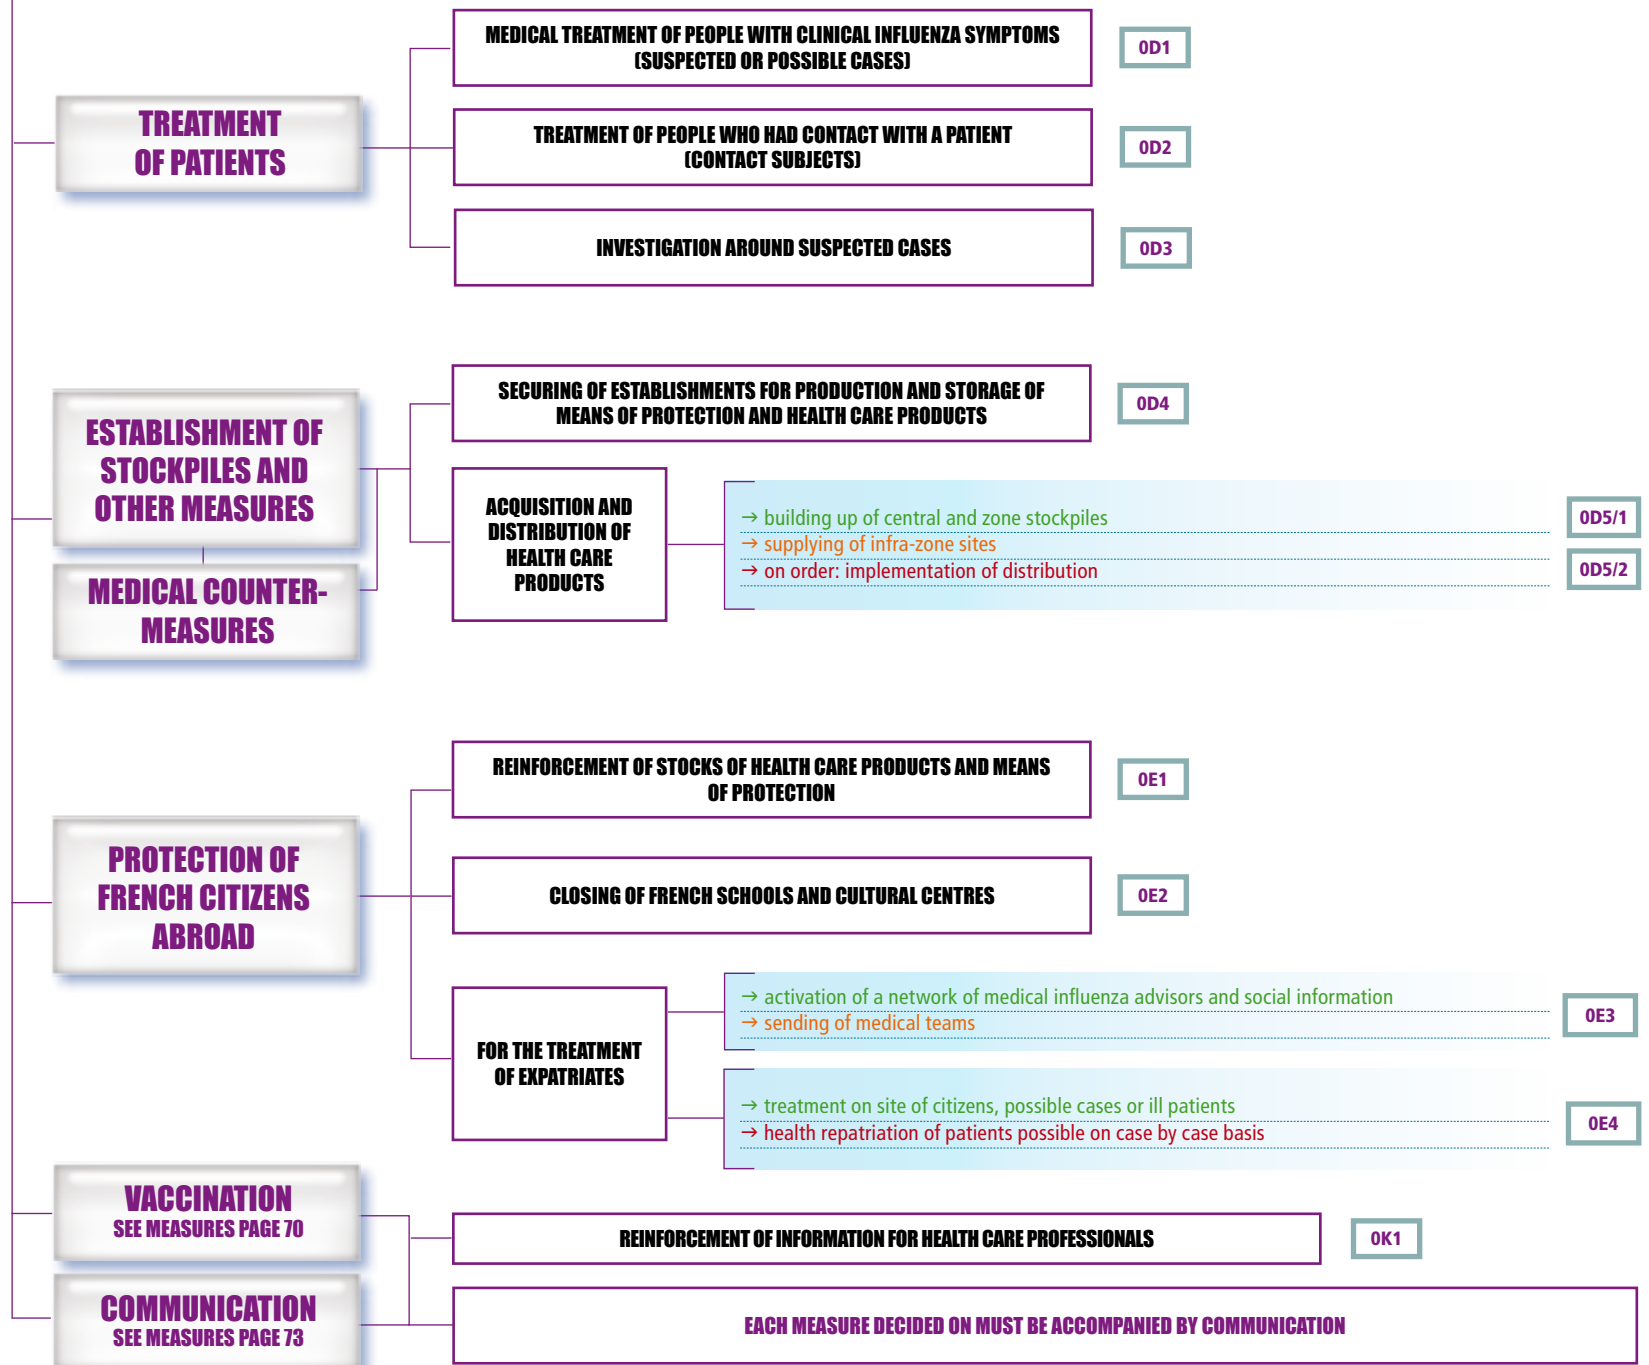 TREATMENT
OF PATIENTS
MEDICAL TREATMENT OF PEOPLE WITH CLINICAL INFLUENZA SYMPTOMS
(SUSPECTED OR POSSIBLE CASES)
0D1
TREATMENT OF PEOPLE WHO HAD CONTACT WITH A PATIENT
(CONTACT SUBJECTS)
0D2
INVESTIGATION AROUND SUSPECTED CASES
0D3
ESTABLISHMENT OF
STOCKPILES AND
OTHER MEASURES
MEDICAL COUNTER-
MEASURES
SECURING OF ESTABLISHMENTS FOR PRODUCTION AND STORAGE OF
MEANS OF PROTECTION AND HEALTH CARE PRODUCTS
0D4
ACQUISITION AND
DISTRIBUTION OF
HEALTH CARE
PRODUCTS
→ building up of central and zone stockpiles
→ supplying of infra-zone sites
→ on order: implementation of distribution
0D5/1
0D5/2
PROTECTION OF
FRENCH CITIZENS
ABROAD
REINFORCEMENT OF STOCKS OF HEALTH CARE PRODUCTS AND MEANS
OF PROTECTION
0E1
CLOSING OF FRENCH SCHOOLS AND CULTURAL CENTRES
0E2
FOR THE TREATMENT
OF EXPATRIATES
→ activation of a network of medical influenza advisors and social information
→ sending of medical teams
0E3
→ treatment on site of citizens, possible cases or ill patients
→ health repatriation of patients possible on case by case basis
0E4
VACCINATION
SEE MEASURES PAGE 70
REINFORCEMENT OF INFORMATION FOR HEALTH CARE PROFESSIONALS
0K1
COMMUNICATION
SEE MEASURES PAGE 73
EACH MEASURE DECIDED ON MUST BE ACCOMPANIED BY COMMUNICATION